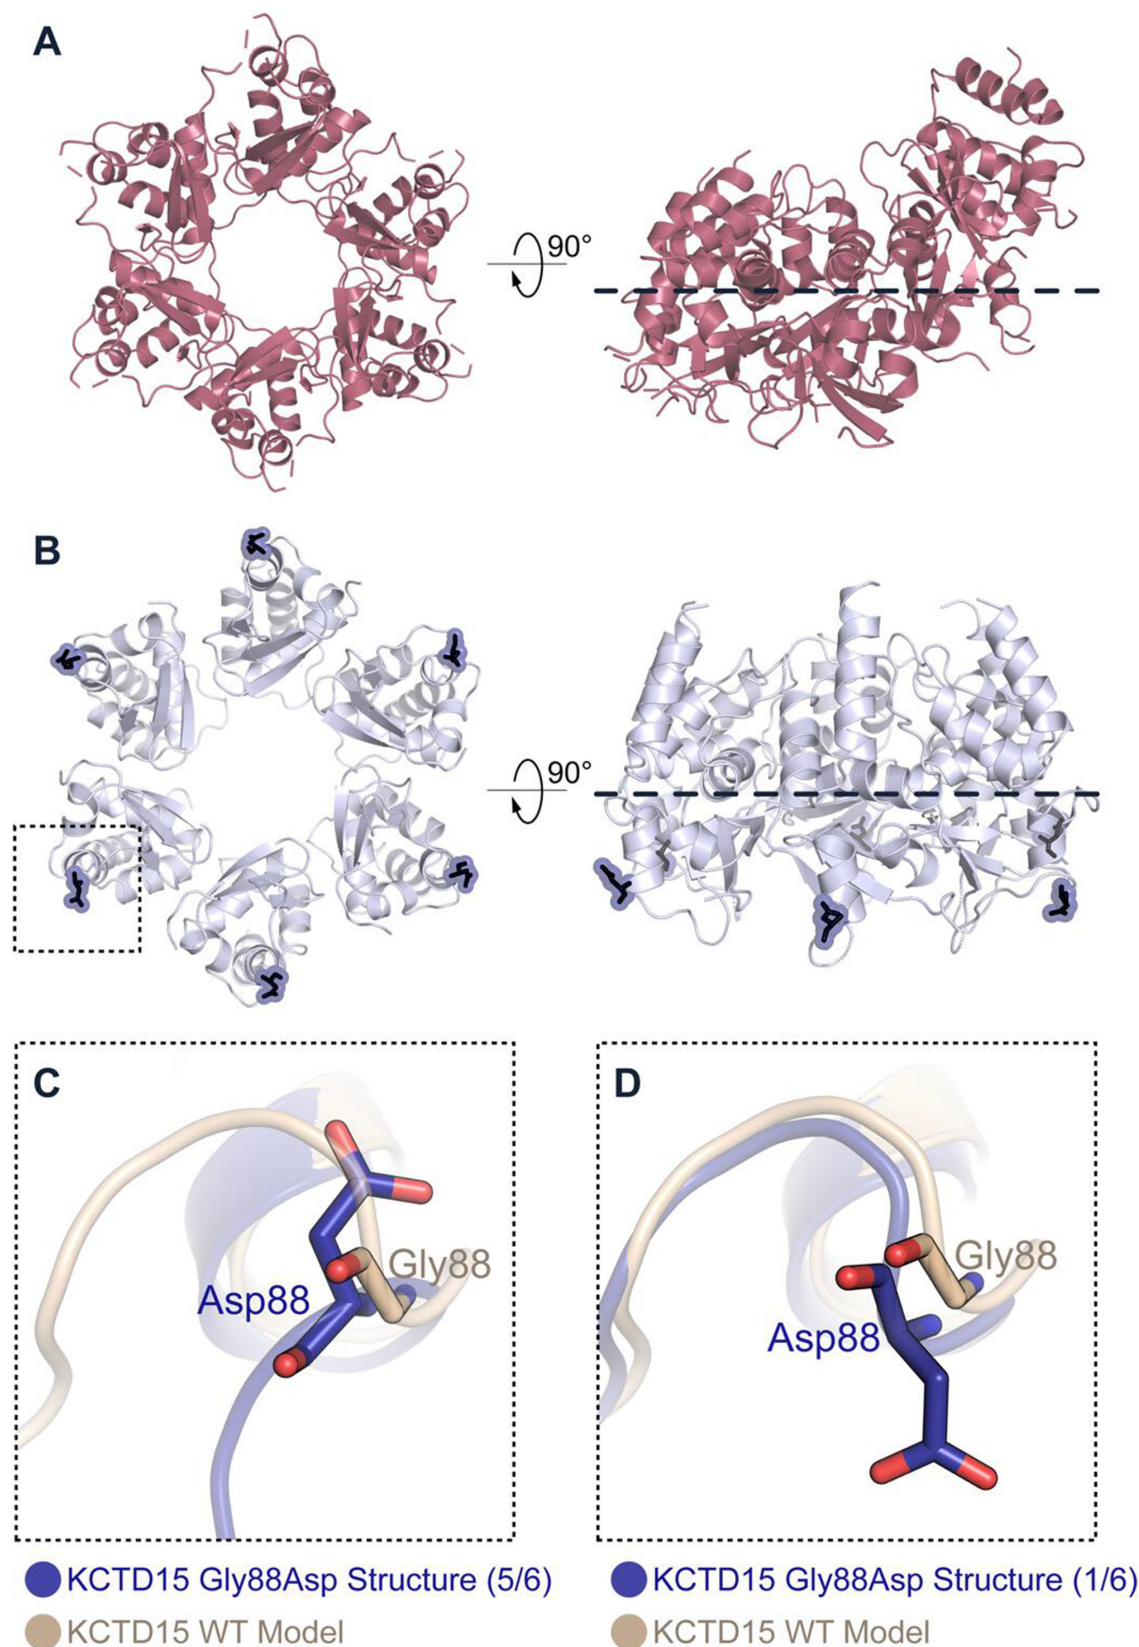 A
90°
B
90°
C
Gly88
Asp88
D
Gly88
Asp88
KCTD15 Gly88Asp Structure (5/6)
KCTD15 WT Model
KCTD15 Gly88Asp Structure (1/6)
KCTD15 WT Model